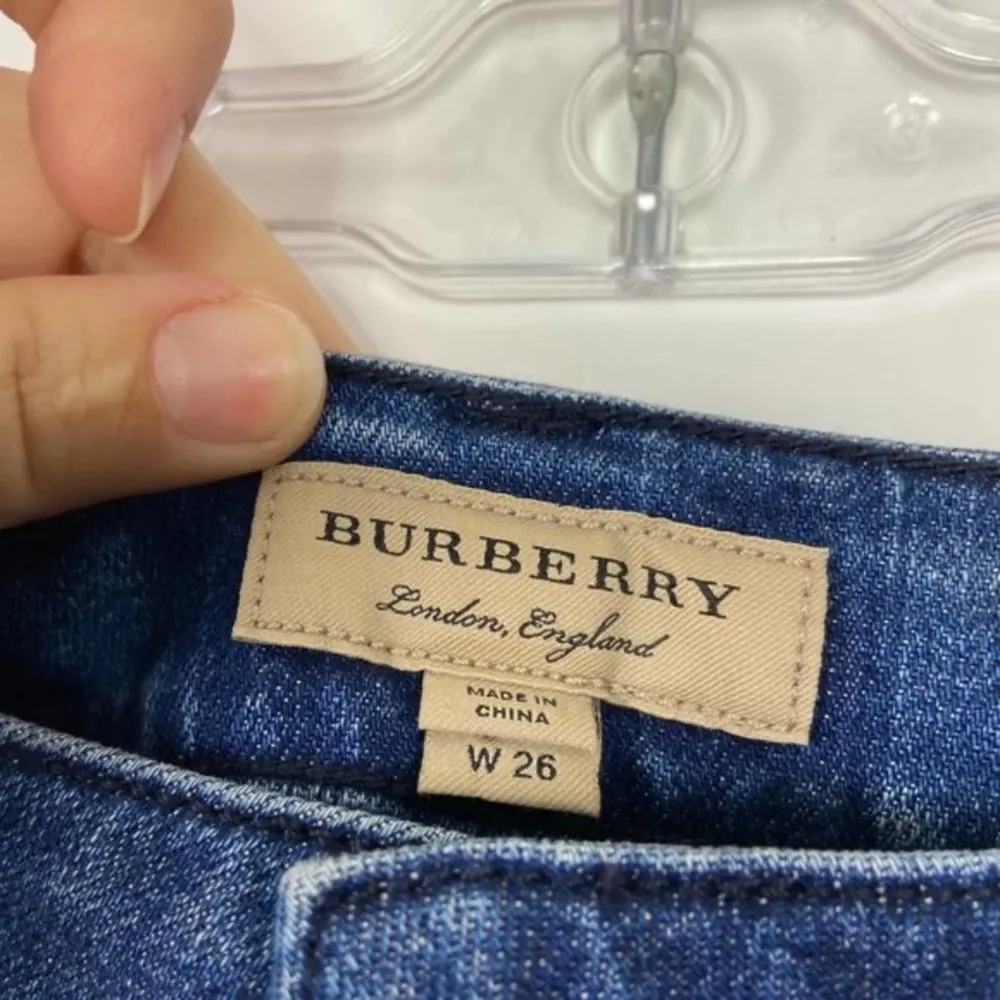 BURBERRY
London, England
MADE IN
CHINA
W 26